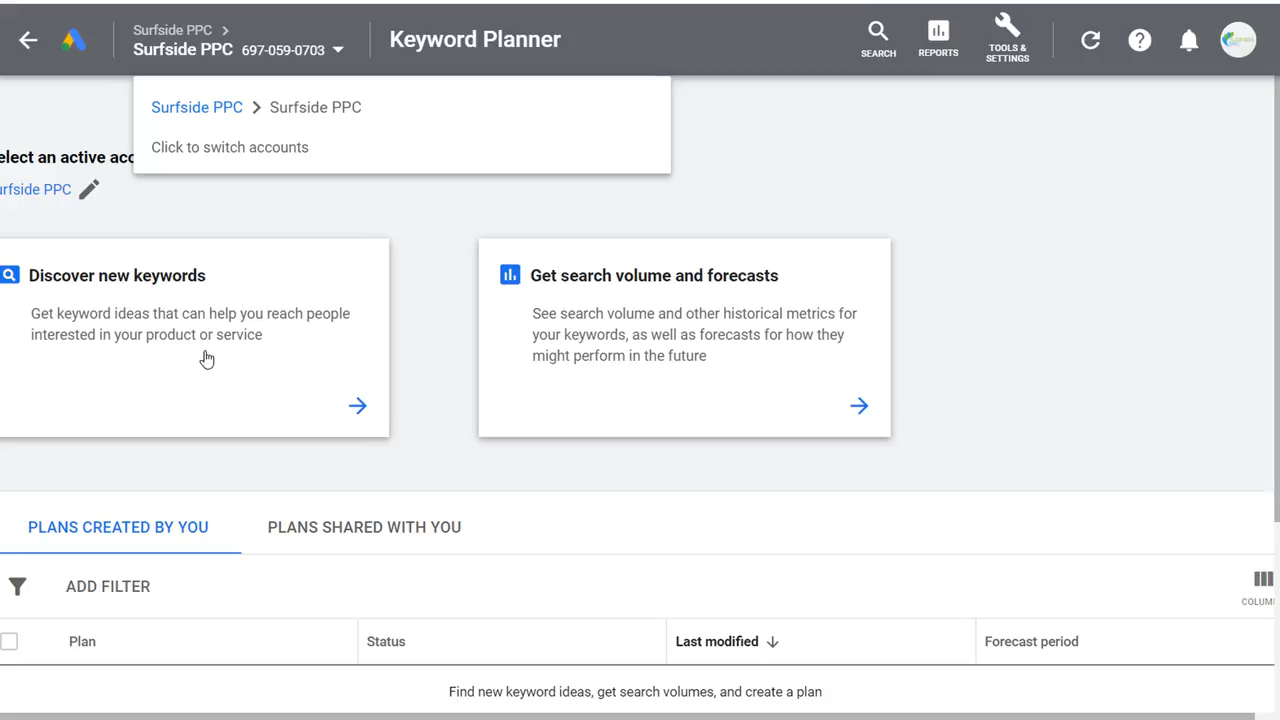 Surfside PPC >
Surfside PPC 697-059-0703
Keyword Planner
SEARCH
REPORTS
TOOLS &
SETTINGS
Surfside PPC > Surfside PPC
Click to switch accounts
elect an active acc
urfside PPC
Discover new keywords
Get keyword ideas that can help you reach people
interested in your product or service
Get search volume and forecasts
See search volume and other historical metrics for
your keywords, as well as forecasts for how they
might perform in the future
PLANS CREATED BY YOU
PLANS SHARED WITH YOU
ADD FILTER
COLUM
Plan
Status
Last modified
Forecast period
Find new keyword ideas, get search volumes, and create a plan